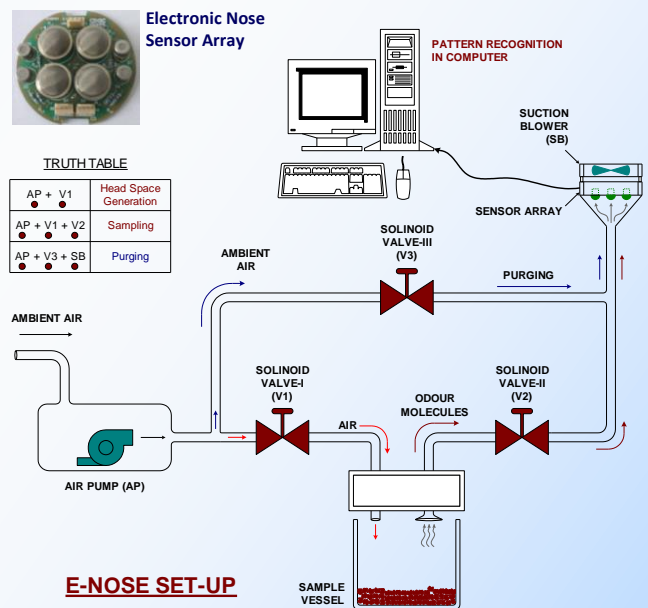 Electronic Nose
Sensor Array
PATTERN RECOGNITION
IN COMPUTER
SUCTION
BLOWER
(SB)
SENSOR ARRAY
TRUTH TABLE
AP + V1
Head Space
Generation
AP + V1 + V2
Sampling
AP + V3 + SB
Purging
AMBIENT
AIR
SOLINOID
VALVE-III
(V3)
PURGING
AMBIENT AIR
SOLINOID
VALVE-I
(V1)
AIR
ODOUR
MOLECULES
SOLINOID
VALVE-II
(V2)
AIR PUMP (AP)
E-NOSE SET-UP
SAMPLE
VESSEL